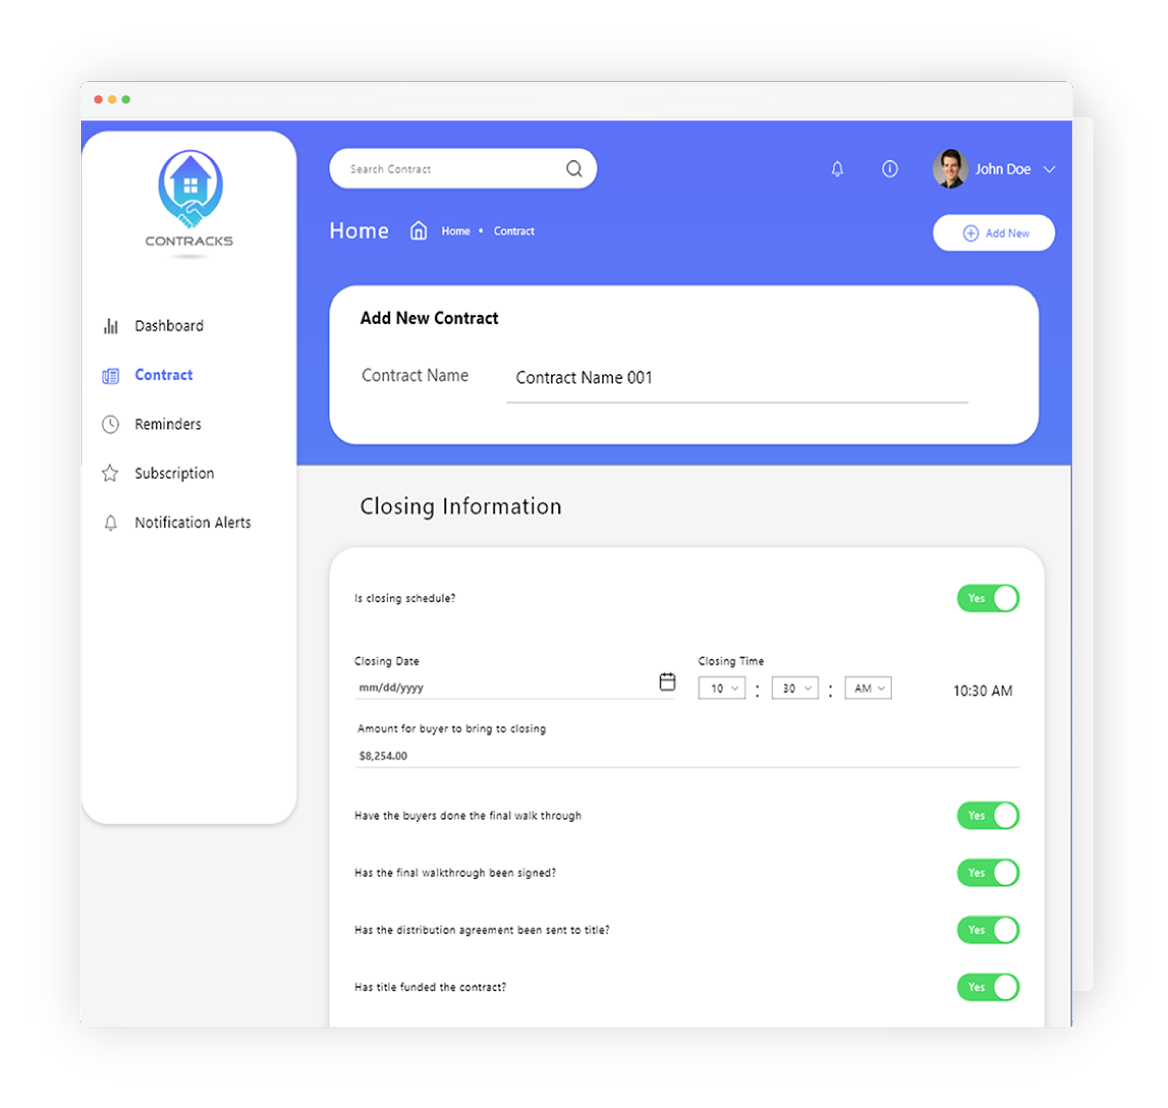 CONTRACKS
Dashboard
Contract
Reminders
Subscription
Notification Alerts
Search Contract
John Doe
Home Home • Contract
Add New
Add New Contract
Contract Name Contract Name 001
Closing Information
Is closing schedule? Yes
Closing Date Closing Time
mm/dd/yyyy 10 : 30 : AM 10:30 AM
Amount for buyer to bring to closing
$8,254.00
Have the buyers done the final walk through Yes
Has the final walkthrough been signed? Yes
Has the distribution agreement been sent to title? Yes
Has title funded the contract? Yes